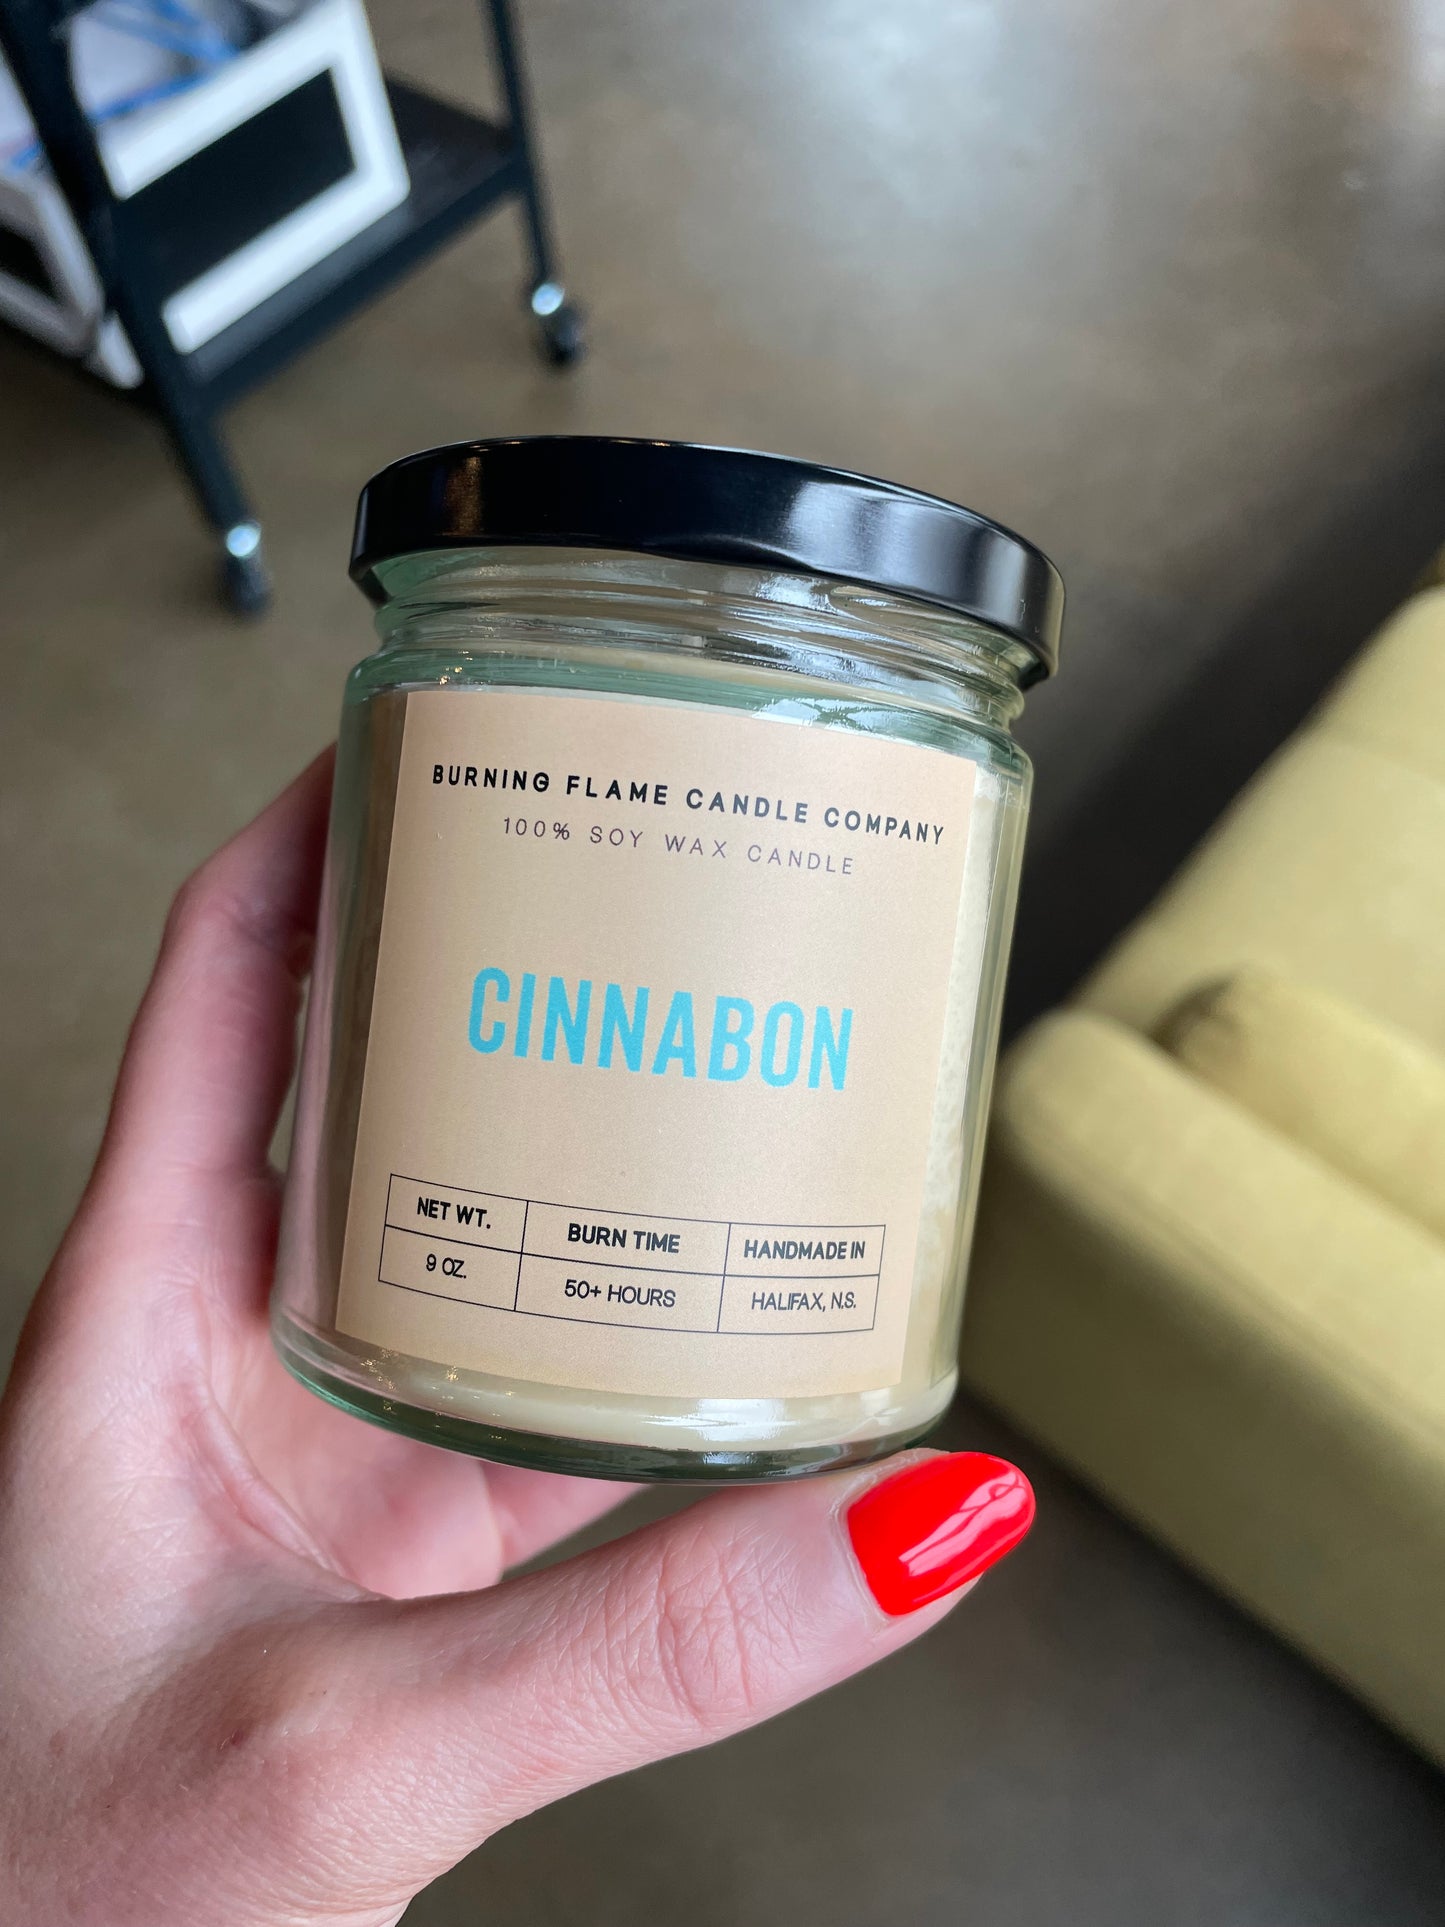 BURNING FLAME CANDLE COMPANY
100% SOY WAX CANDLE
CINNABON
NET WT. BURN TIME HANDMADE IN
9 OZ. 50+ HOURS HALIFAX, N.S.